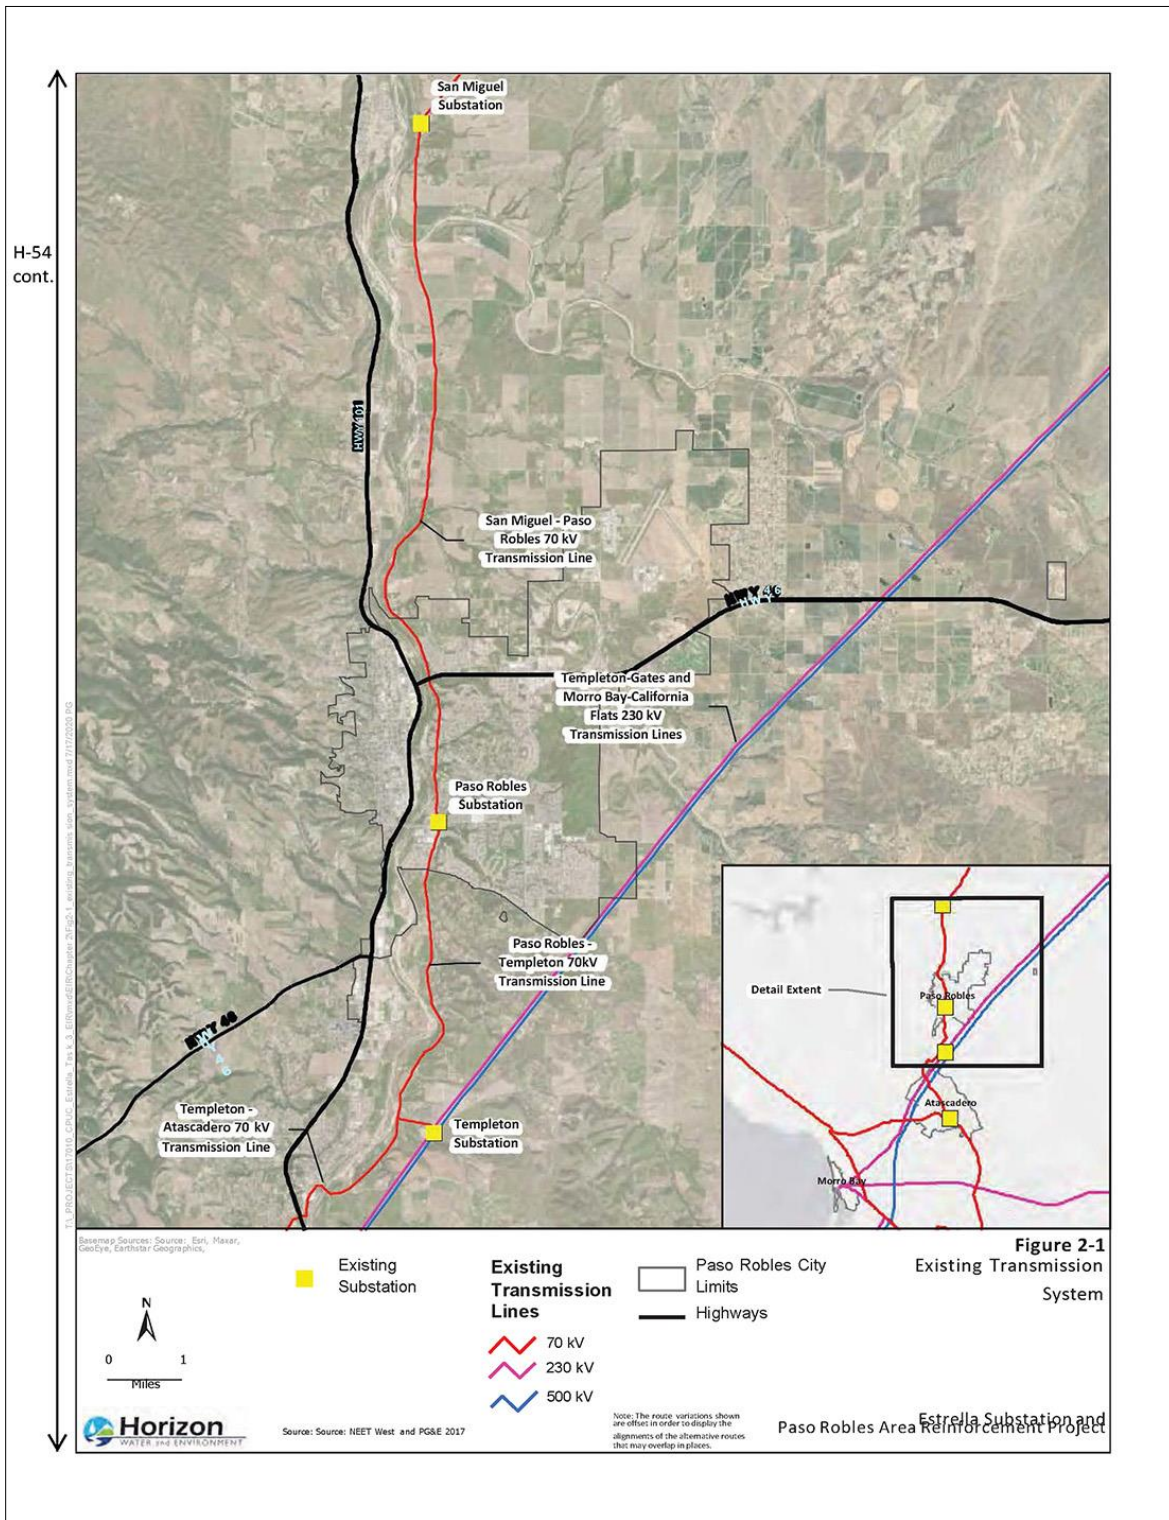 San Miguel
Substation
H-54
cont.
HWY 101
San Miguel - Paso
Robles 70 kV
Transmission Line
HWY 46
HWY
Templeton-Gates and
Morro Bay-California
Flats 230 kV
Transmission Lines
Paso Robles
Substation
Paso Robles -
Templeton 70kV
Transmission Line
HWY 46
Templeton -
Atascadero 70 kV
Transmission Line
Templeton
Substation
Detail Extent
Paso Robles
Atascadero
Morro Bay
Basemap Sources: Source: Esri, Maxar,
GeoEye, Earthstar Geographics,
Existing
Substation
Existing
Transmission
Lines
70 kV
230 kV
500 kV
Paso Robles City
Limits
Highways
Figure 2-1
Existing Transmission
System
N
0 1
Miles
Horizon
WATER and ENVIRONMENT
Source: Source: NEET West and PG&E 2017
Note: The route variations shown
are offset in order to display the
alignments of the alternative routes
that may overlap in places.
Estrella Substation and
Paso Robles Area Reinforcement Project